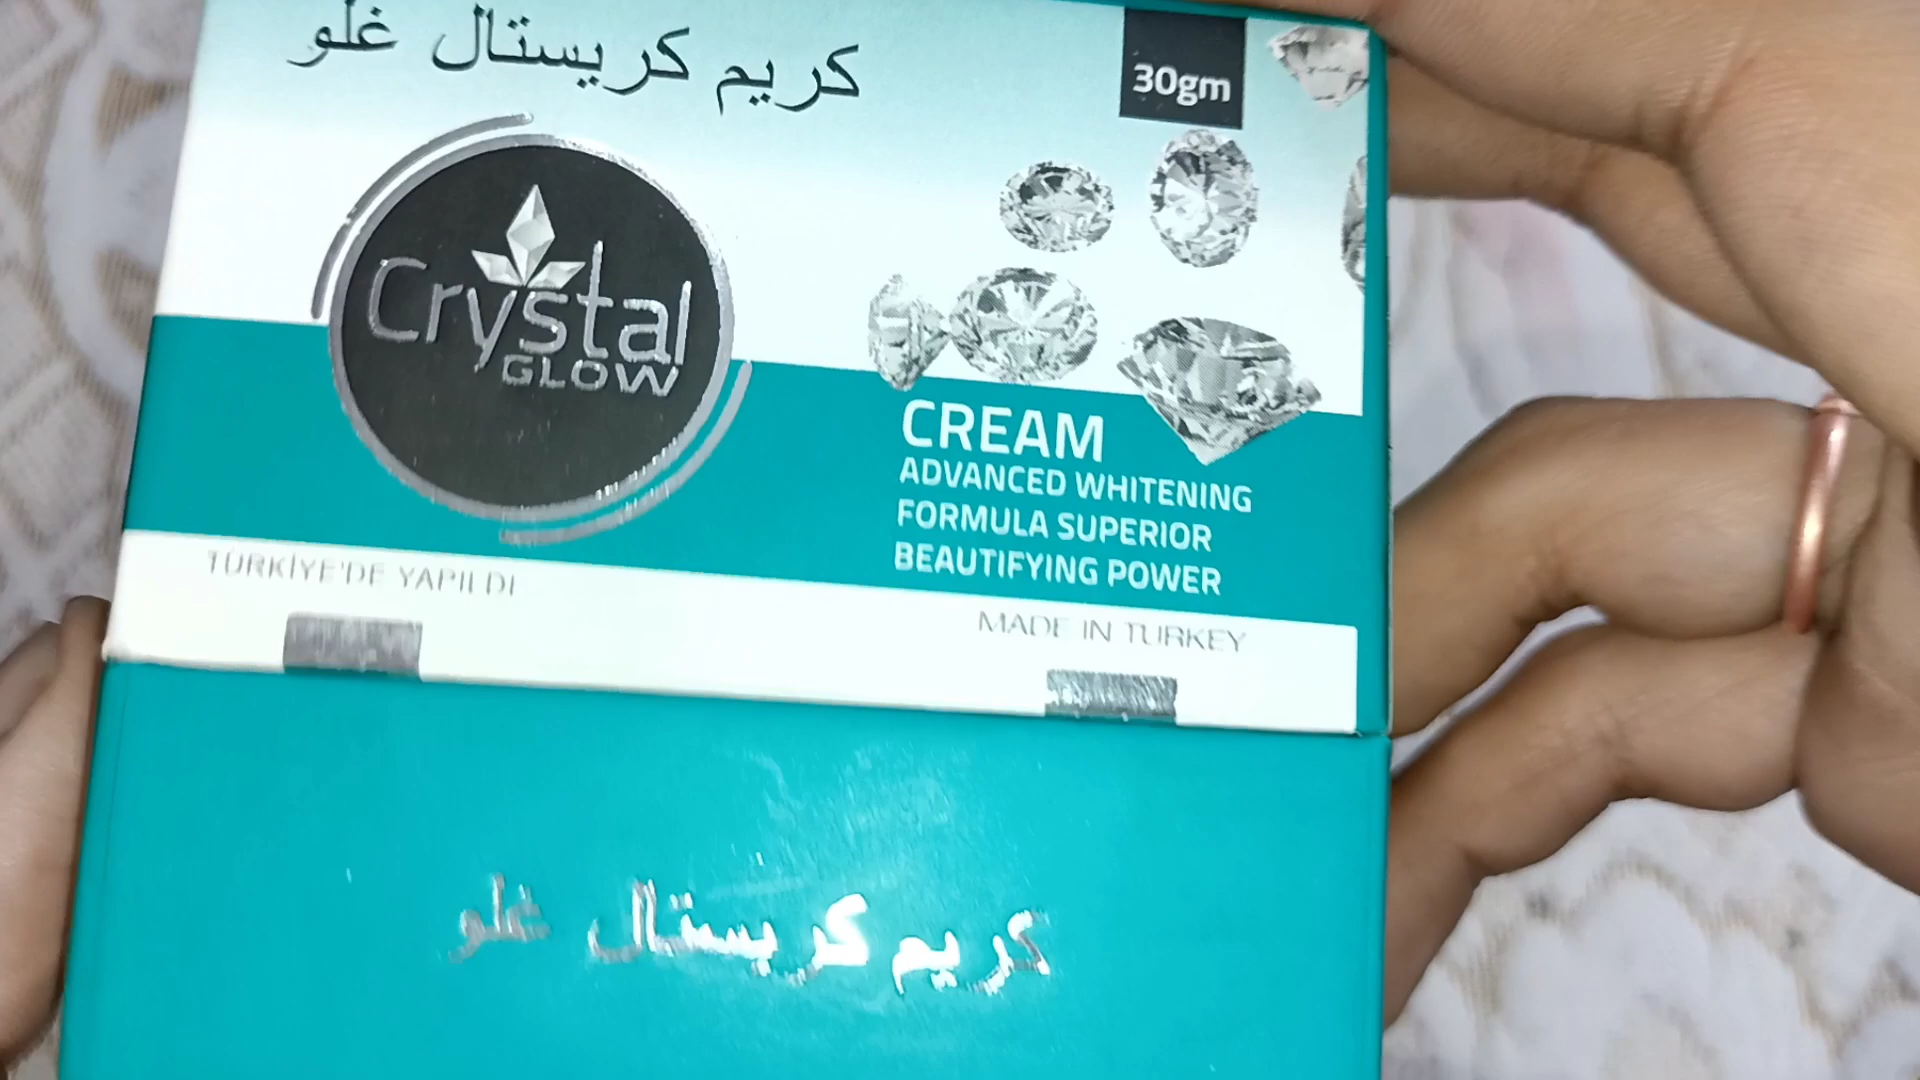 كريم كريستال غلو
30gm
Crystal
GLOW
CREAM
ADVANCED WHITENING
FORMULA SUPERIOR
BEAUTIFYING POWER
TÜRKİYE'DE YAPILDI
MADE IN TURKEY
كريم كريستال غلو